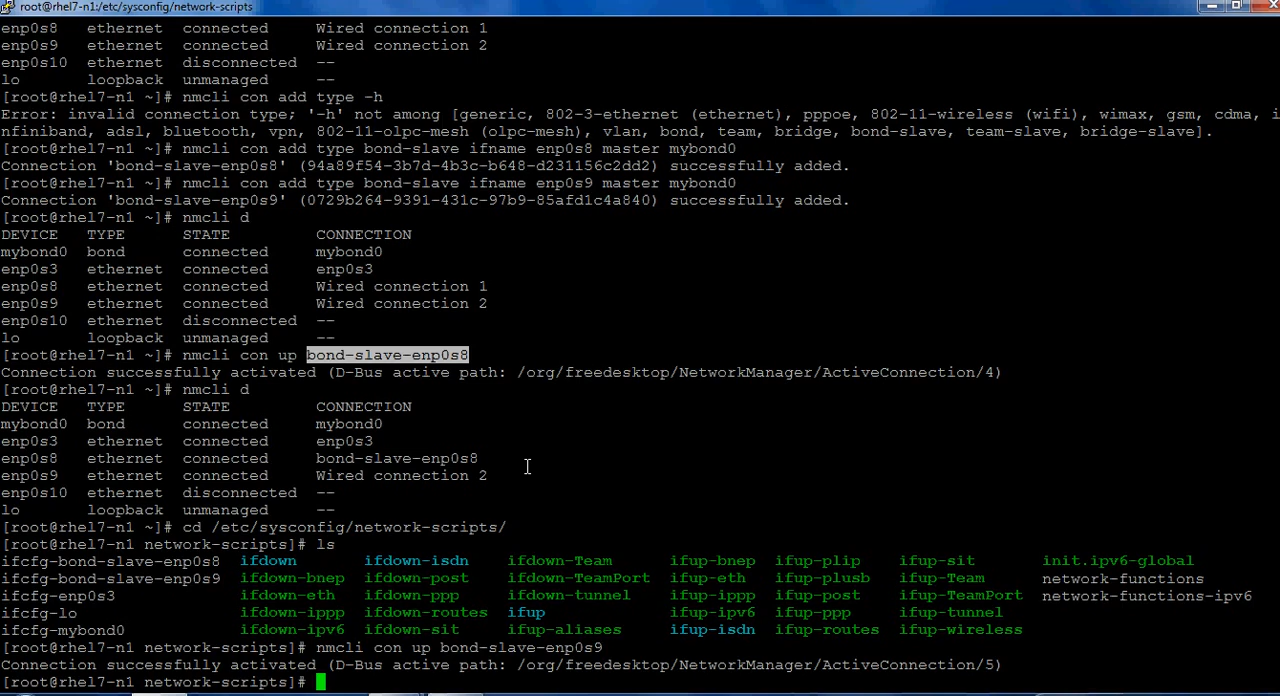 root@rhel7-n1:/etc/sysconfig/network-scripts
enp0s8   ethernet  connected     Wired connection 1
enp0s9   ethernet  connected     Wired connection 2
enp0s10  ethernet  disconnected  --
lo       loopback  unmanaged     --
[root@rhel7-n1 ~]# nmcli con add type -h
Error: invalid connection type; '-h' not among [generic, 802-3-ethernet (ethernet), pppoe, 802-11-wireless (wifi), wimax, gsm, cdma, i
nfiniband, adsl, bluetooth, vpn, 802-11-olpc-mesh (olpc-mesh), vlan, bond, team, bridge, bond-slave, team-slave, bridge-slave].
[root@rhel7-n1 ~]# nmcli con add type bond-slave ifname enp0s8 master mybond0
Connection 'bond-slave-enp0s8' (94a89f54-3b7d-4b3c-b648-d231156c2dd2) successfully added.
[root@rhel7-n1 ~]# nmcli con add type bond-slave ifname enp0s9 master mybond0
Connection 'bond-slave-enp0s9' (0729b264-9391-431c-97b9-85afd1c4a840) successfully added.
[root@rhel7-n1 ~]# nmcli d
DEVICE   TYPE      STATE         CONNECTION
mybond0  bond      connected     mybond0
enp0s3   ethernet  connected     enp0s3
enp0s8   ethernet  connected     Wired connection 1
enp0s9   ethernet  connected     Wired connection 2
enp0s10  ethernet  disconnected  --
lo       loopback  unmanaged     --
[root@rhel7-n1 ~]# nmcli con up bond-slave-enp0s8
Connection successfully activated (D-Bus active path: /org/freedesktop/NetworkManager/ActiveConnection/4)
[root@rhel7-n1 ~]# nmcli d
DEVICE   TYPE      STATE         CONNECTION
mybond0  bond      connected     mybond0
enp0s3   ethernet  connected     enp0s3
enp0s8   ethernet  connected     bond-slave-enp0s8
enp0s9   ethernet  connected     Wired connection 2
enp0s10  ethernet  disconnected  --
lo       loopback  unmanaged     --
[root@rhel7-n1 ~]# cd /etc/sysconfig/network-scripts/
[root@rhel7-n1 network-scripts]# ls
ifcfg-bond-slave-enp0s8  ifdown       ifdown-isdn    ifdown-Team      ifup-bnep  ifup-plip   ifup-sit       init.ipv6-global
ifcfg-bond-slave-enp0s9  ifdown-bnep  ifdown-post    ifdown-TeamPort  ifup-eth   ifup-plusb  ifup-Team      network-functions
ifcfg-enp0s3             ifdown-eth   ifdown-ppp     ifdown-tunnel    ifup-ippp  ifup-post   ifup-TeamPort  network-functions-ipv6
ifcfg-lo                 ifdown-ippp  ifdown-routes  ifup             ifup-ipv6  ifup-ppp    ifup-tunnel
ifcfg-mybond0            ifdown-ipv6  ifdown-sit     ifup-aliases     ifup-isdn  ifup-routes  ifup-wireless
[root@rhel7-n1 network-scripts]# nmcli con up bond-slave-enp0s9
Connection successfully activated (D-Bus active path: /org/freedesktop/NetworkManager/ActiveConnection/5)
[root@rhel7-n1 network-scripts]#